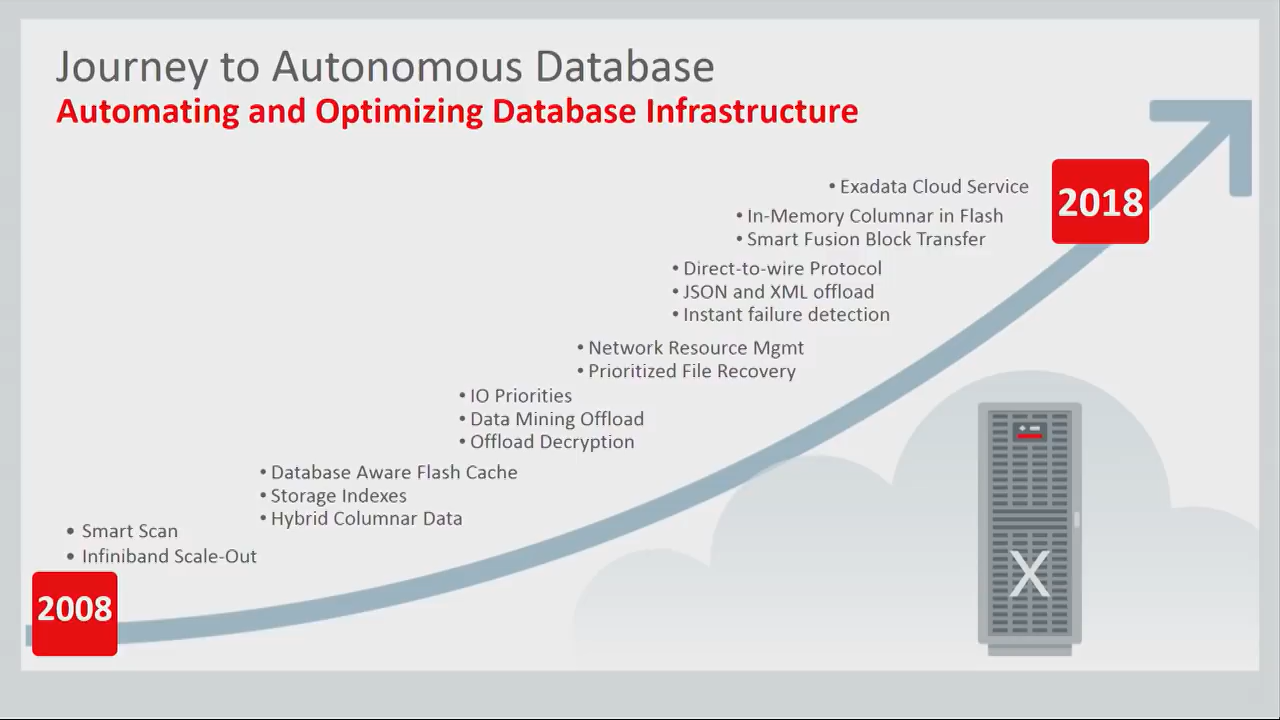 Journey to Autonomous Database
Automating and Optimizing Database Infrastructure
• Exadata Cloud Service
2018
• In-Memory Columnar in Flash
• Smart Fusion Block Transfer
• Direct-to-wire Protocol
• JSON and XML offload
• Instant failure detection
• Network Resource Mgmt
• Prioritized File Recovery
• IO Priorities
• Data Mining Offload
• Offload Decryption
• Database Aware Flash Cache
• Storage Indexes
• Hybrid Columnar Data
• Smart Scan
• Infiniband Scale-Out
2008
X